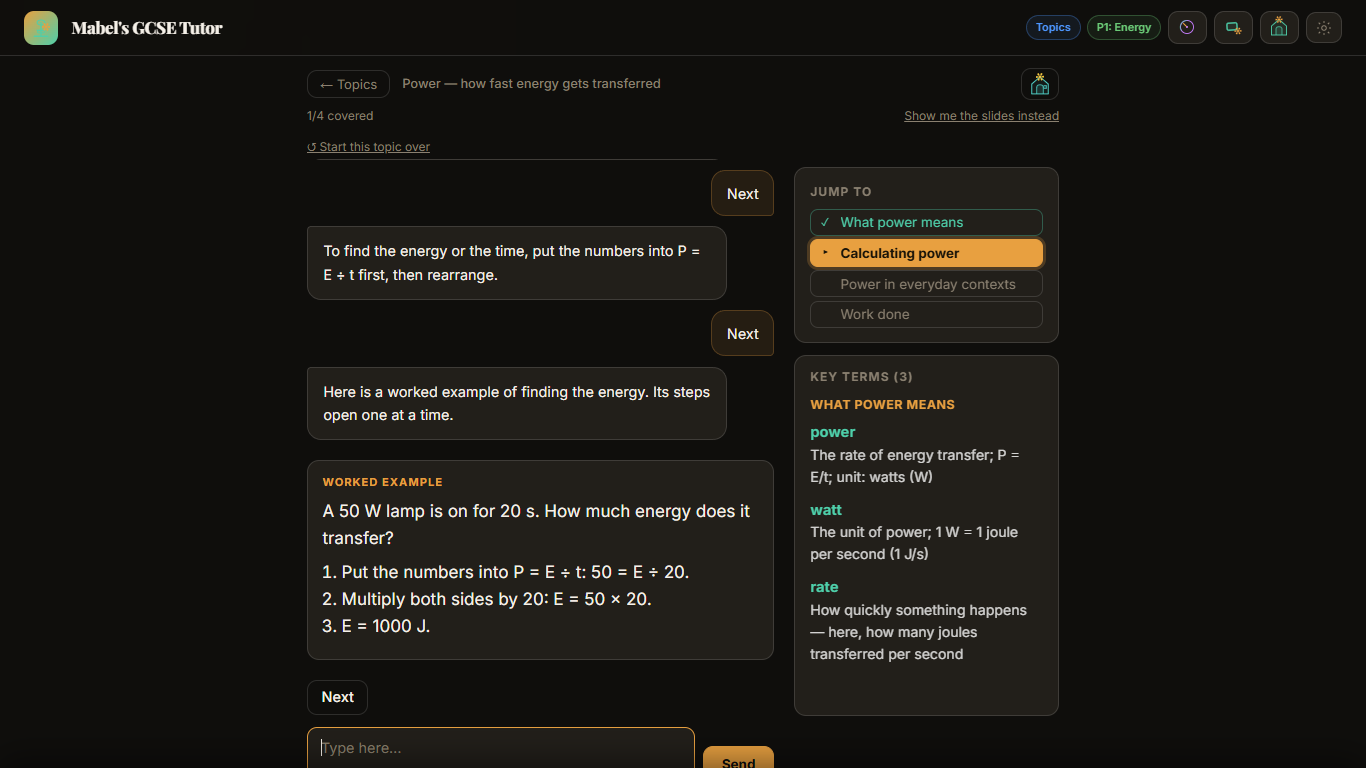 Mabel's GCSE Tutor
Topics
P1: Energy
← Topics
Power — how fast energy gets transferred
1/4 covered
Show me the slides instead
↺ Start this topic over
Next
To find the energy or the time, put the numbers into P =
E ÷ t first, then rearrange.
Next
Here is a worked example of finding the energy. Its steps
open one at a time.
WORKED EXAMPLE
A 50 W lamp is on for 20 s. How much energy does it
transfer?
1. Put the numbers into P = E ÷ t: 50 = E ÷ 20.
2. Multiply both sides by 20: E = 50 × 20.
3. E = 1000 J.
Next
Type here...
Send
JUMP TO
✓ What power means
‣ Calculating power
Power in everyday contexts
Work done
KEY TERMS (3)
WHAT POWER MEANS
power
The rate of energy transfer; P =
E/t; unit: watts (W)
watt
The unit of power; 1 W = 1 joule
per second (1 J/s)
rate
How quickly something happens
— here, how many joules
transferred per second